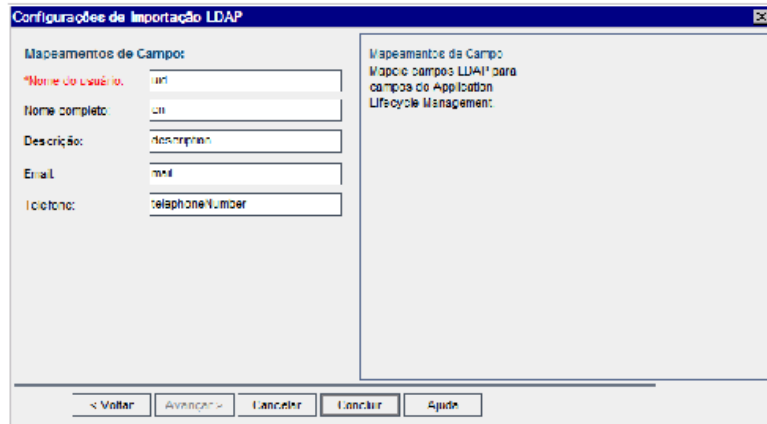 Configurações de Importação LDAP
Mapeamentos de Campo:
*Nome do usuário:
uid
Nome completo:
cn
Descrição:
description
Email:
mail
Telefone:
telephoneNumber
Mapeamentos de Campo
Mapeie campos LDAP para
campos do Application
Lifecycle Management.
< Voltar
Avançar >
Cancelar
Concluir
Ajuda